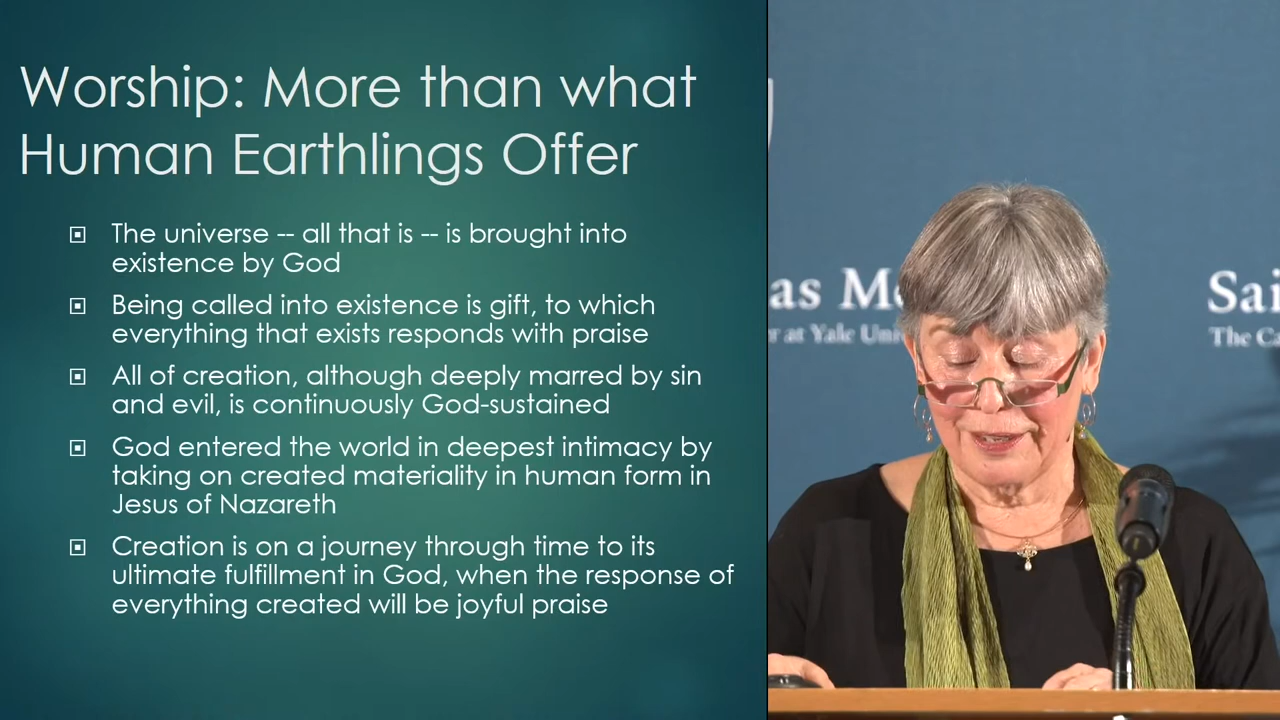 Worship: More than what
Human Earthlings Offer
The universe -- all that is -- is brought into
existence by God
Being called into existence is gift, to which
everything that exists responds with praise
All of creation, although deeply marred by sin
and evil, is continuously God-sustained
God entered the world in deepest intimacy by
taking on created materiality in human form in
Jesus of Nazareth
Creation is on a journey through time to its
ultimate fulfillment in God, when the response of
everything created will be joyful praise
as Mo
r at Yale Uni
Sai
The Ca